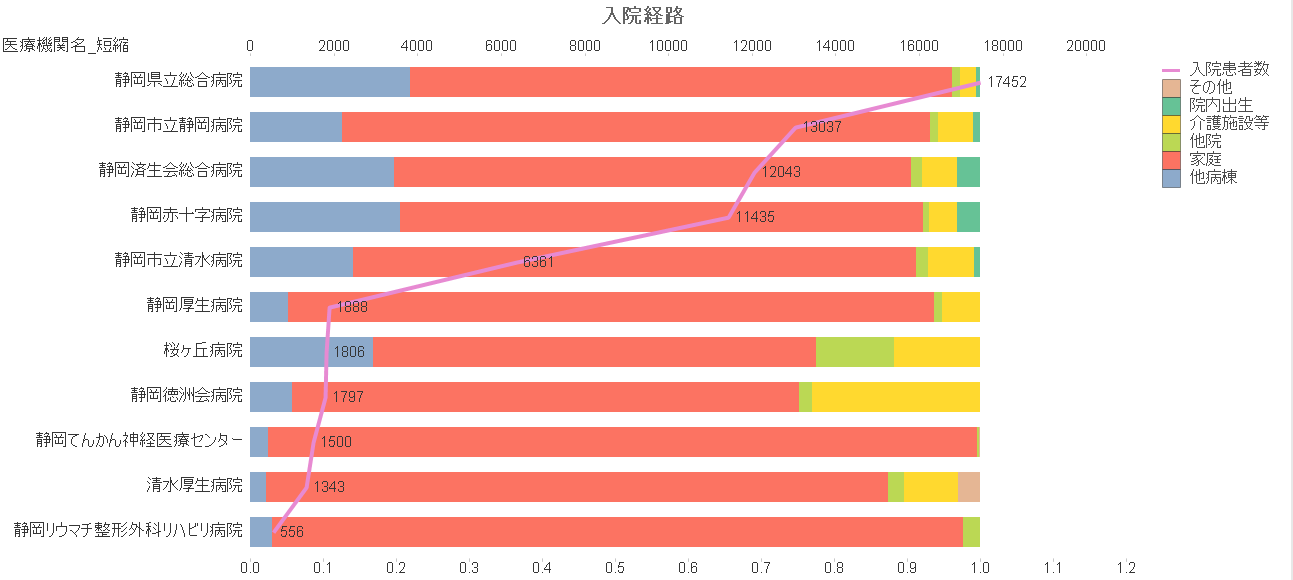 入院経路
医療機関名_短縮
0 2000 4000 6000 8000 10000 12000 14000 16000 18000 20000
静岡県立総合病院 17452
静岡市立静岡病院 13037
静岡済生会総合病院 12043
静岡赤十字病院 11435
静岡市立清水病院 6361
静岡厚生病院 1888
桜ヶ丘病院 1806
静岡徳洲会病院 1797
静岡てんかん神経医療センター 1500
清水厚生病院 1343
静岡リウマチ整形外科リハビリ病院 556
0.0 0.1 0.2 0.3 0.4 0.5 0.6 0.7 0.8 0.9 1.0 1.1 1.2
入院患者数
その他
院内出生
介護施設等
他院
家庭
他病棟